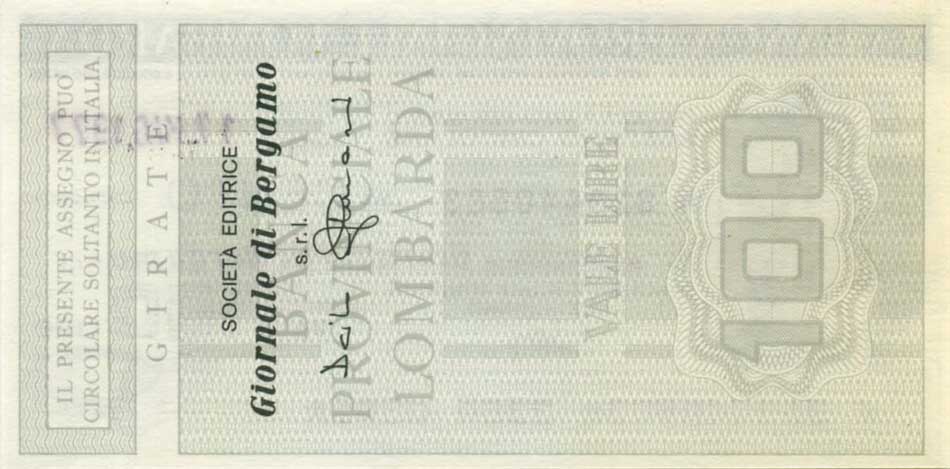 IL PRESENTE ASSEGNO PUO'
CIRCOLARE SOLTANTO IN ITALIA
GIRATE
SOCIETÀ EDITRICE
Giornale di Bergamo
s.r.l.
BANCA
PROVINCIALE
LOMBARDA
VALE LIRE
100